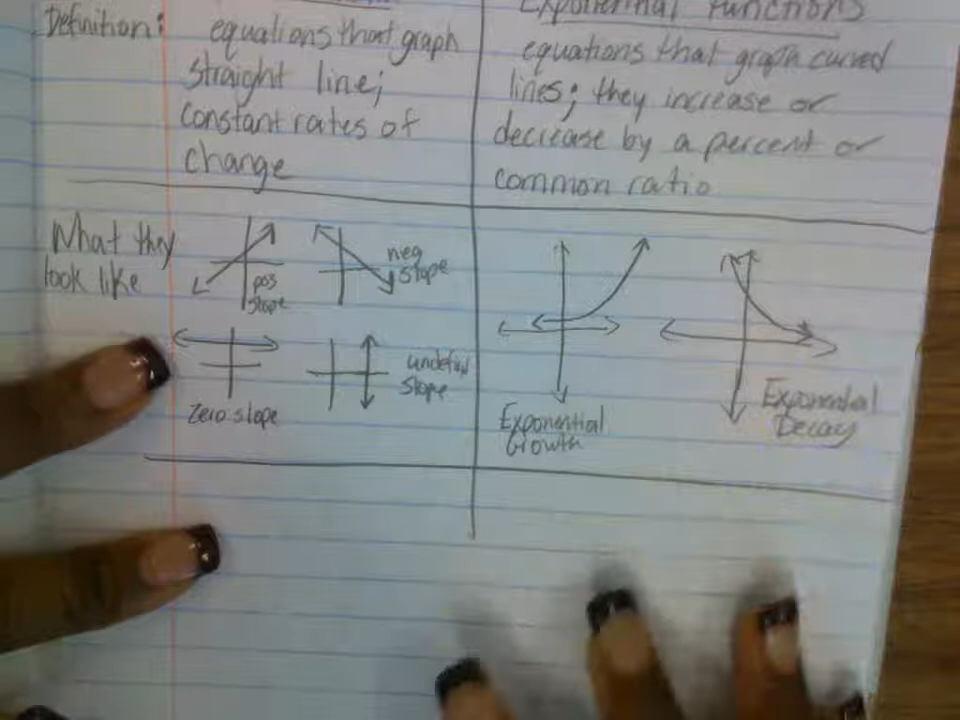 Exponential Functions
Definition: equations that graph
straight line;
constant rates of
change
equations that graph curved
lines; they increase or
decrease by a percent or
common ratio
What they
look like
pos
slope
neg
slope
Zero slope
slope
Exponential
Growth
Exponential
Decay